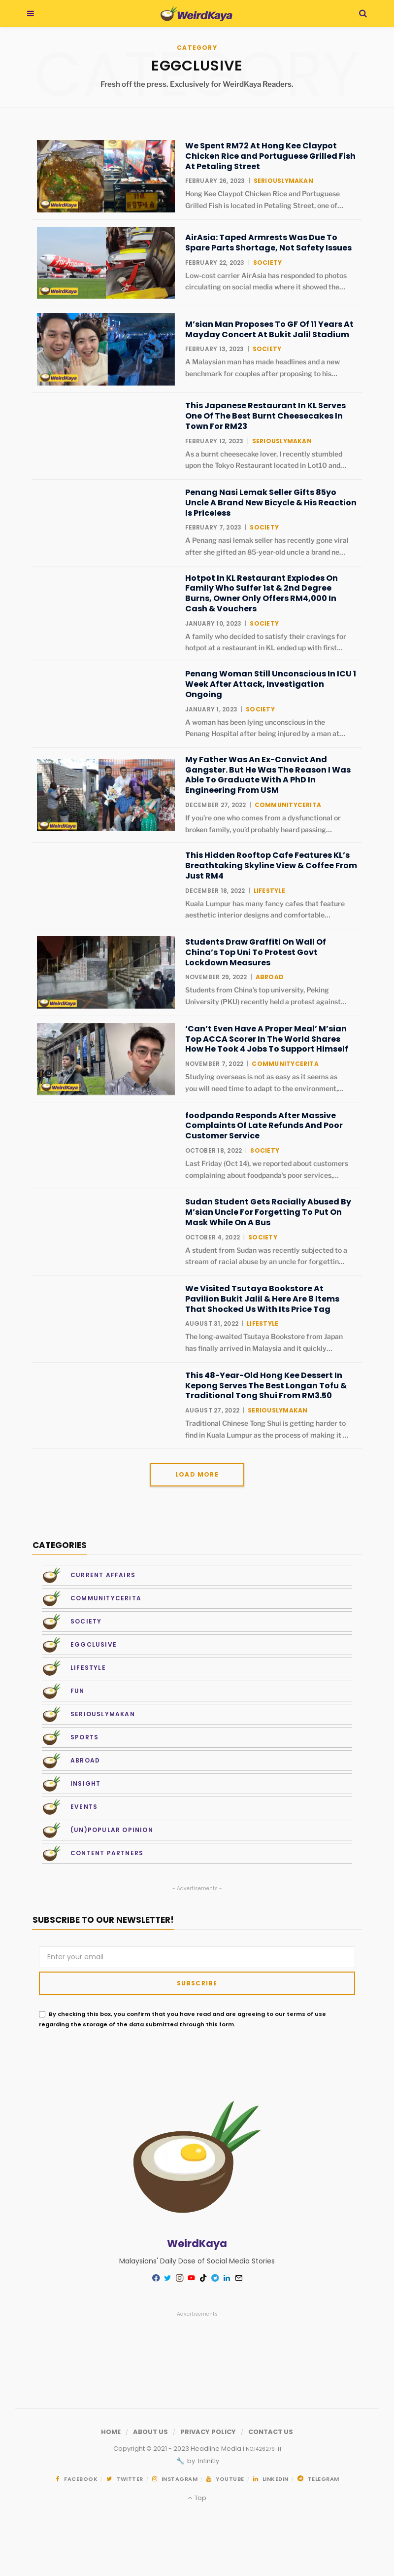 WeirdKaya
CATEGORY
CATEGORY
EGGCLUSIVE
Fresh off the press. Exclusively for WeirdKaya Readers.
We Spent RM72 At Hong Kee Claypot
Chicken Rice and Portuguese Grilled Fish
At Petaling Street
FEBRUARY 26, 2023 | SERIOUSLYMAKAN
Hong Kee Claypot Chicken Rice and Portuguese
Grilled Fish is located in Petaling Street, one of...
WeirdKaya
AirAsia: Taped Armrests Was Due To
Spare Parts Shortage, Not Safety Issues
FEBRUARY 22, 2023 | SOCIETY
Low-cost carrier AirAsia has responded to photos
circulating on social media where it showed the...
WeirdKaya
M'sian Man Proposes To GF Of 11 Years At
Mayday Concert At Bukit Jalil Stadium
FEBRUARY 13, 2023 | SOCIETY
A Malaysian man has made headlines and a new
benchmark for couples after proposing to his...
WeirdKaya
This Japanese Restaurant In KL Serves
One Of The Best Burnt Cheesecakes In
Town For RM23
FEBRUARY 12, 2023 | SERIOUSLYMAKAN
As a burnt cheesecake lover, I recently stumbled
upon the Tokyo Restaurant located in Lot10 and...
Penang Nasi Lemak Seller Gifts 85yo
Uncle A Brand New Bicycle & His Reaction
Is Priceless
FEBRUARY 7, 2023 | SOCIETY
A Penang nasi lemak seller has recently gone viral
after she gifted an 85-year-old uncle a brand ne...
Hotpot In KL Restaurant Explodes On
Family Who Suffer 1st & 2nd Degree
Burns, Owner Only Offers RM4,000 In
Cash & Vouchers
JANUARY 10, 2023 | SOCIETY
A family who decided to satisfy their cravings for
hotpot at a restaurant in KL ended up with first...
Penang Woman Still Unconscious In ICU 1
Week After Attack, Investigation
Ongoing
JANUARY 1, 2023 | SOCIETY
A woman has been lying unconscious in the
Penang Hospital after being injured by a man at...
My Father Was An Ex-Convict And
Gangster. But He Was The Reason I Was
Able To Graduate With A PhD In
Engineering From USM
DECEMBER 27, 2022 | COMMUNITYCERITA
If you're one who comes from a dysfunctional or
broken family, you'd probably heard passing...
WeirdKaya
This Hidden Rooftop Cafe Features KL's
Breathtaking Skyline View & Coffee From
Just RM4
DECEMBER 18, 2022 | LIFESTYLE
Kuala Lumpur has many fancy cafes that feature
aesthetic interior designs and comfortable...
Students Draw Graffiti On Wall Of
China's Top Uni To Protest Govt
Lockdown Measures
NOVEMBER 29, 2022 | ABROAD
Students from China's top university, Peking
University (PKU) recently held a protest against...
WeirdKaya
'Can't Even Have A Proper Meal' M'sian
Top ACCA Scorer In The World Shares
How He Took 4 Jobs To Support Himself
NOVEMBER 7, 2022 | COMMUNITYCERITA
Studying overseas is not as easy as it seems as
you will need time to adapt to the environment,...
WeirdKaya
foodpanda Responds After Massive
Complaints Of Late Refunds And Poor
Customer Service
OCTOBER 18, 2022 | SOCIETY
Last Friday (Oct 14), we reported about customers
complaining about foodpanda's poor services,...
Sudan Student Gets Racially Abused By
M'sian Uncle For Forgetting To Put On
Mask While On A Bus
OCTOBER 4, 2022 | SOCIETY
A student from Sudan was recently subjected to a
stream of racial abuse by an uncle for forgettin...
We Visited Tsutaya Bookstore At
Pavilion Bukit Jalil & Here Are 8 Items
That Shocked Us With Its Price Tag
AUGUST 31, 2022 | LIFESTYLE
The long-awaited Tsutaya Bookstore from Japan
has finally arrived in Malaysia and it quickly...
This 48-Year-Old Hong Kee Dessert In
Kepong Serves The Best Longan Tofu &
Traditional Tong Shui From RM3.50
AUGUST 27, 2022 | SERIOUSLYMAKAN
Traditional Chinese Tong Shui is getting harder to
find in Kuala Lumpur as the process of making it ...
LOAD MORE
CATEGORIES
CURRENT AFFAIRS
COMMUNITYCERITA
SOCIETY
EGGCLUSIVE
LIFESTYLE
FUN
SERIOUSLYMAKAN
SPORTS
ABROAD
INSIGHT
EVENTS
(UN)POPULAR OPINION
CONTENT PARTNERS
- Advertisements -
SUBSCRIBE TO OUR NEWSLETTER!
Enter your email
SUBSCRIBE
By checking this box, you confirm that you have read and are agreeing to our terms of use
regarding the storage of the data submitted through this form.
WeirdKaya
Malaysians' Daily Dose of Social Media Stories
- Advertisements -
HOME / ABOUT US / PRIVACY POLICY / CONTACT US
Copyright © 2021 - 2023 Headline Media | NO1426279-H
by Infinitly
FACEBOOK / TWITTER / INSTAGRAM / YOUTUBE / LINKEDIN / TELEGRAM
Top